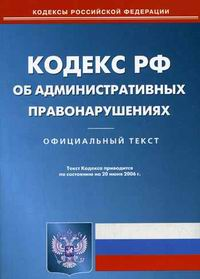 КОДЕКСЫ РОССИЙСКОЙ ФЕДЕРАЦИИ
КОДЕКС РФ
ОБ АДМИНИСТРАТИВНЫХ
ПРАВОНАРУШЕНИЯХ
ОФИЦИАЛЬНЫЙ ТЕКСТ
Текст Кодекса приводится
по состоянию на 20 июня 2006 г.